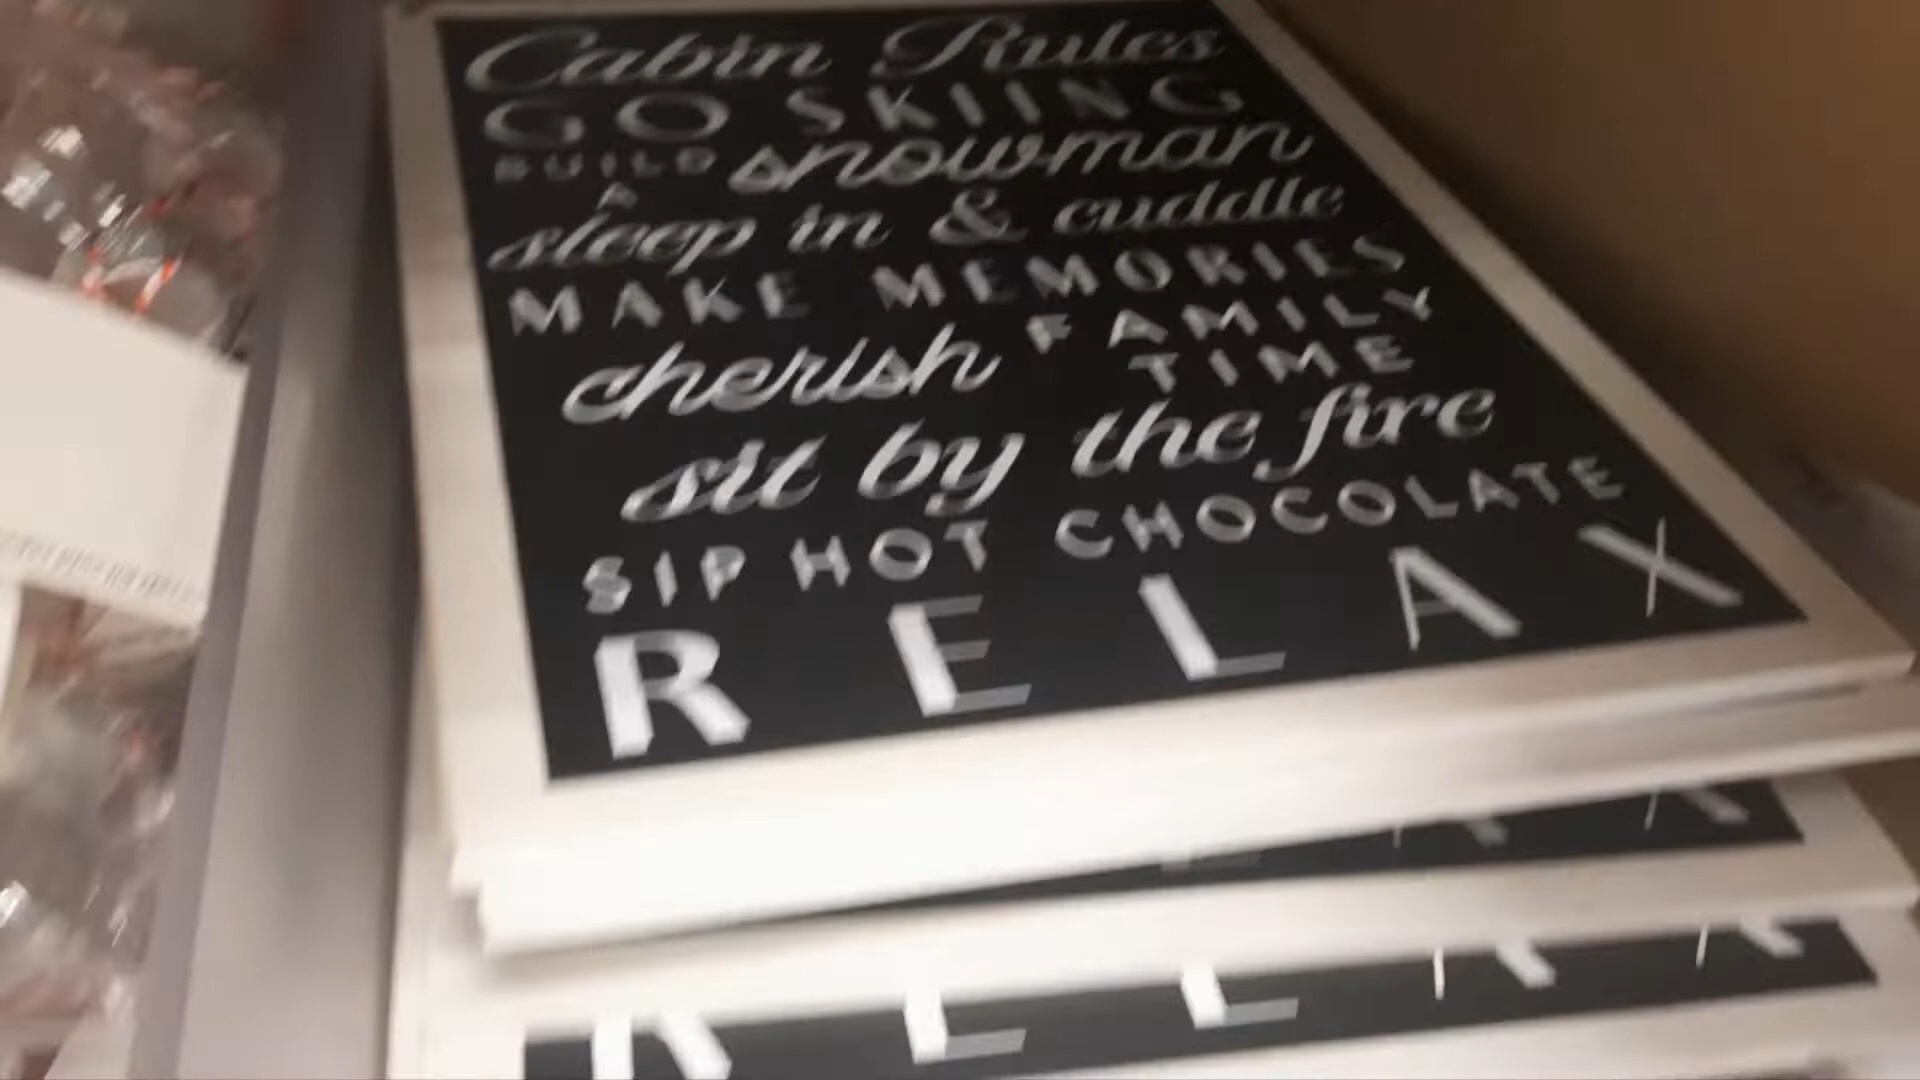 Cabin Rules
GO SKIING
BUILD A snowman
sleep in & cuddle
MAKE MEMORIES
cherish FAMILY TIME
sit by the fire
SIP HOT CHOCOLATE
RELAX
RELAX